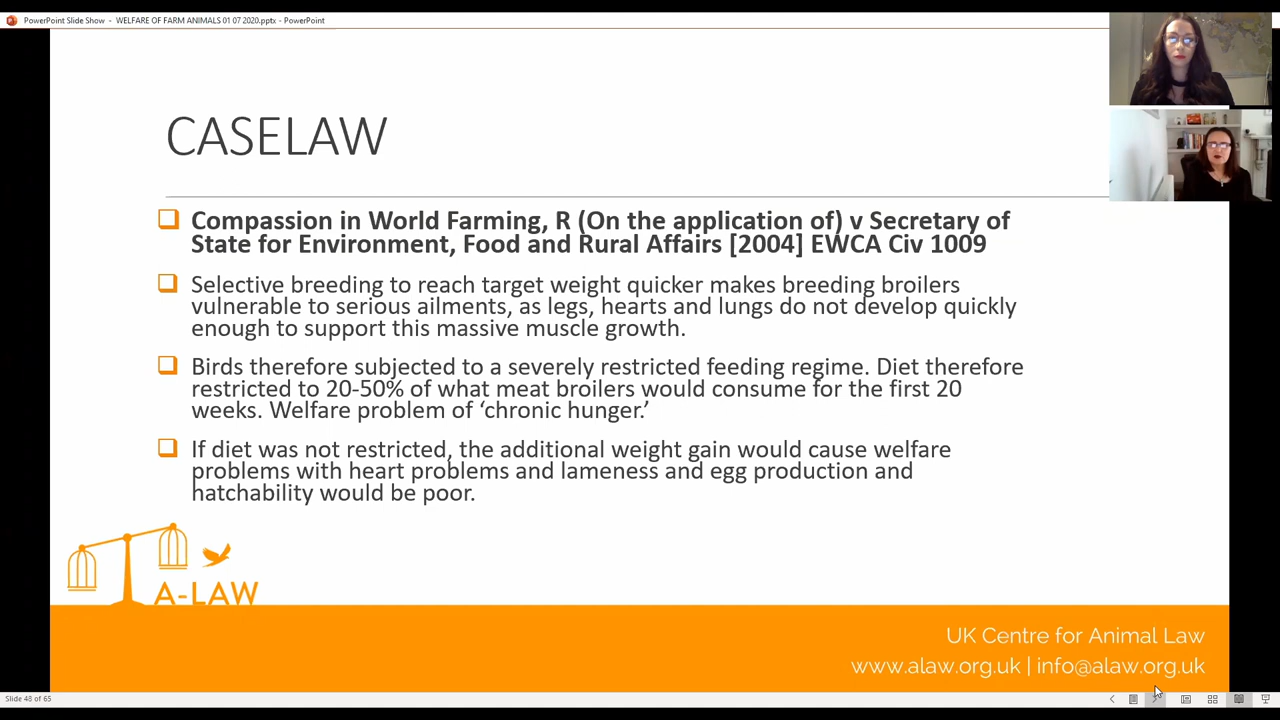 PowerPoint Slide Show - WELFARE OF FARM ANIMALS 01 07 2020.pptx - PowerPoint
CASELAW
Compassion in World Farming, R (On the application of) v Secretary of
State for Environment, Food and Rural Affairs [2004] EWCA Civ 1009
Selective breeding to reach target weight quicker makes breeding broilers
vulnerable to serious ailments, as legs, hearts and lungs do not develop quickly
enough to support this massive muscle growth.
Birds therefore subjected to a severely restricted feeding regime. Diet therefore
restricted to 20-50% of what meat broilers would consume for the first 20
weeks. Welfare problem of ‘chronic hunger.’
If diet was not restricted, the additional weight gain would cause welfare
problems with heart problems and lameness and egg production and
hatchability would be poor.
A-LAW
UK Centre for Animal Law
www.alaw.org.uk | info@alaw.org.uk
Slide 48 of 65